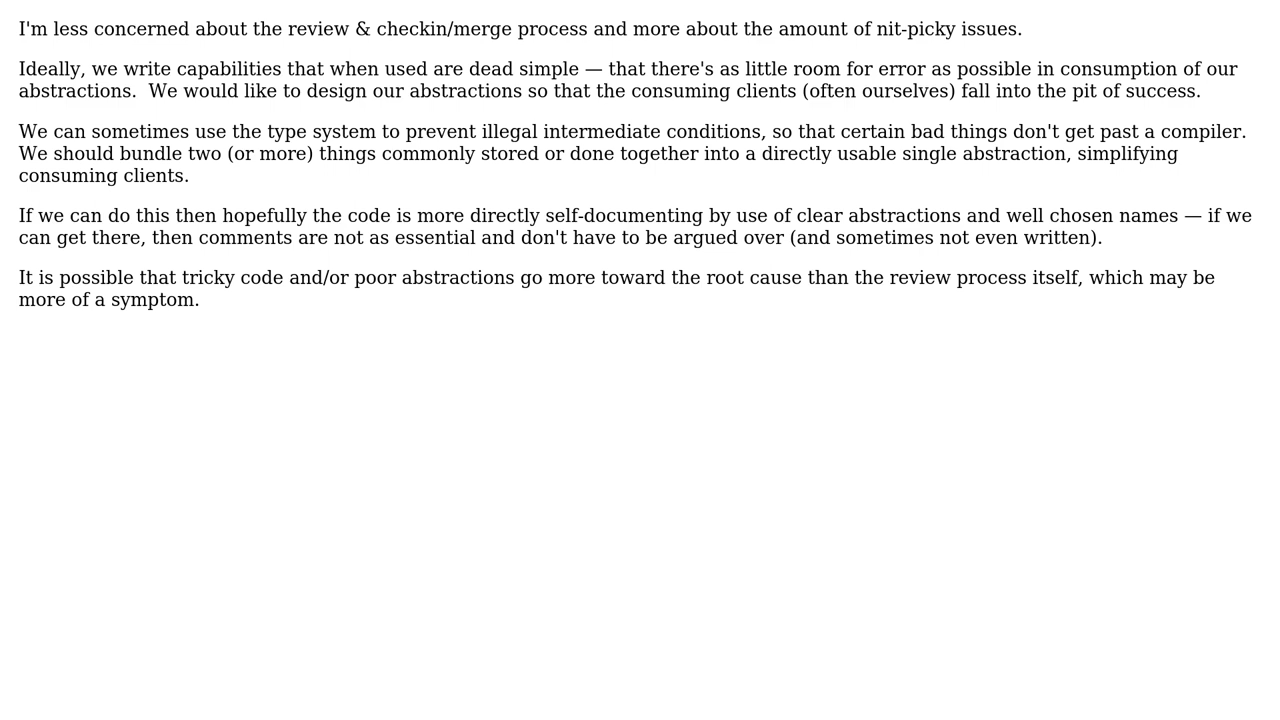 I'm less concerned about the review & checkin/merge process and more about the amount of nit-picky issues.
Ideally, we write capabilities that when used are dead simple — that there's as little room for error as possible in consumption of our
abstractions.  We would like to design our abstractions so that the consuming clients (often ourselves) fall into the pit of success.
We can sometimes use the type system to prevent illegal intermediate conditions, so that certain bad things don't get past a compiler.
We should bundle two (or more) things commonly stored or done together into a directly usable single abstraction, simplifying
consuming clients.
If we can do this then hopefully the code is more directly self-documenting by use of clear abstractions and well chosen names — if we
can get there, then comments are not as essential and don't have to be argued over (and sometimes not even written).
It is possible that tricky code and/or poor abstractions go more toward the root cause than the review process itself, which may be
more of a symptom.